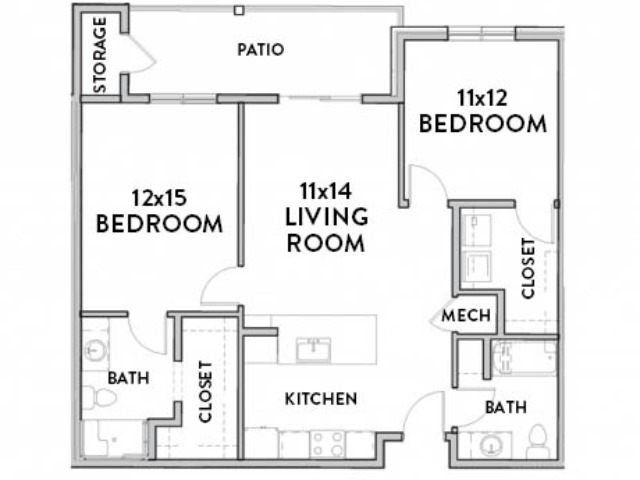 STORAGE
PATIO
11x12
BEDROOM
12x15
BEDROOM
11x14
LIVING
ROOM
CLOSET
MECH
BATH
CLOSET
KITCHEN
BATH